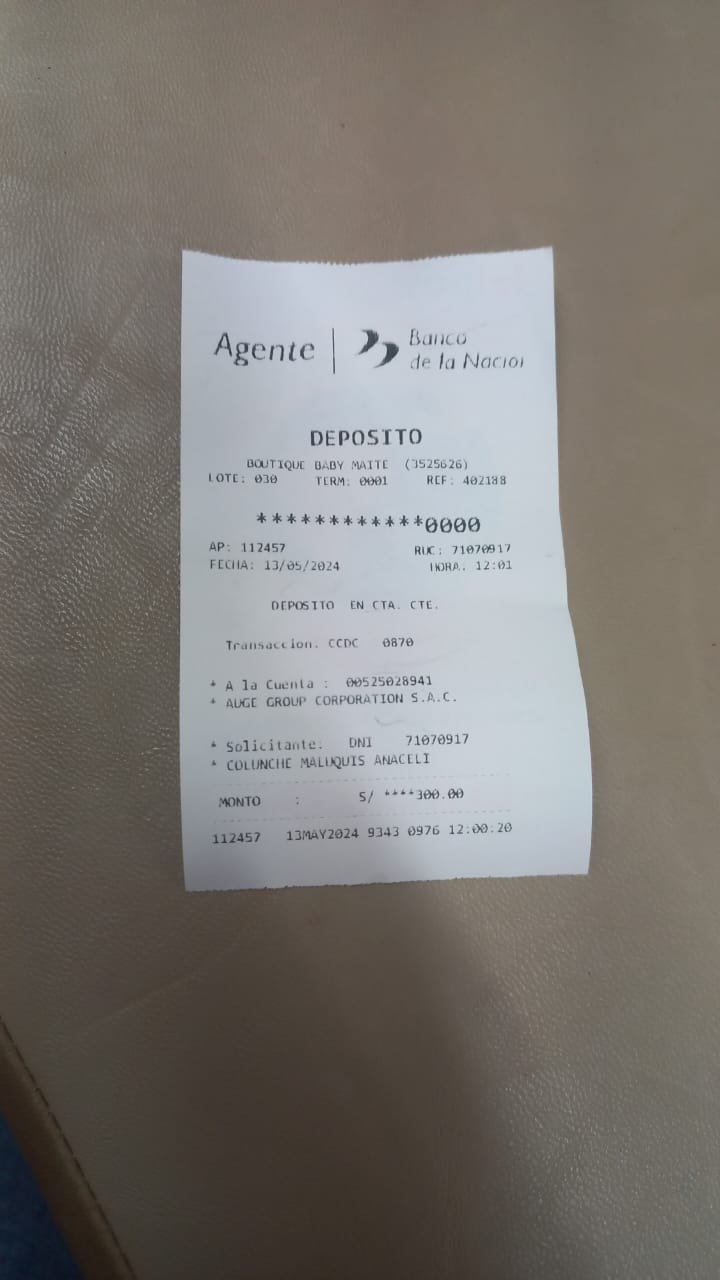 Agente | Banco
de la Nacion
DEPOSITO
BOUTIQUE BABY MAITE (3525626)
LOTE: 030 TERM: 0001 REF: 402188
************0000
AP: 112457 RUC: 71070917
FECHA: 13/05/2024 HORA: 12:01
DEPOSITO EN CTA. CTE.
Transaccion. CCDC 0870
* A la Cuenta : 00525028941
* AUGE GROUP CORPORATION S.A.C.
* Solicitante. DNI 71070917
* COLUNCHE MALUQUIS ANACELI
MONTO : S/ ****300.00
112457 13MAY2024 9343 0976 12:00:20